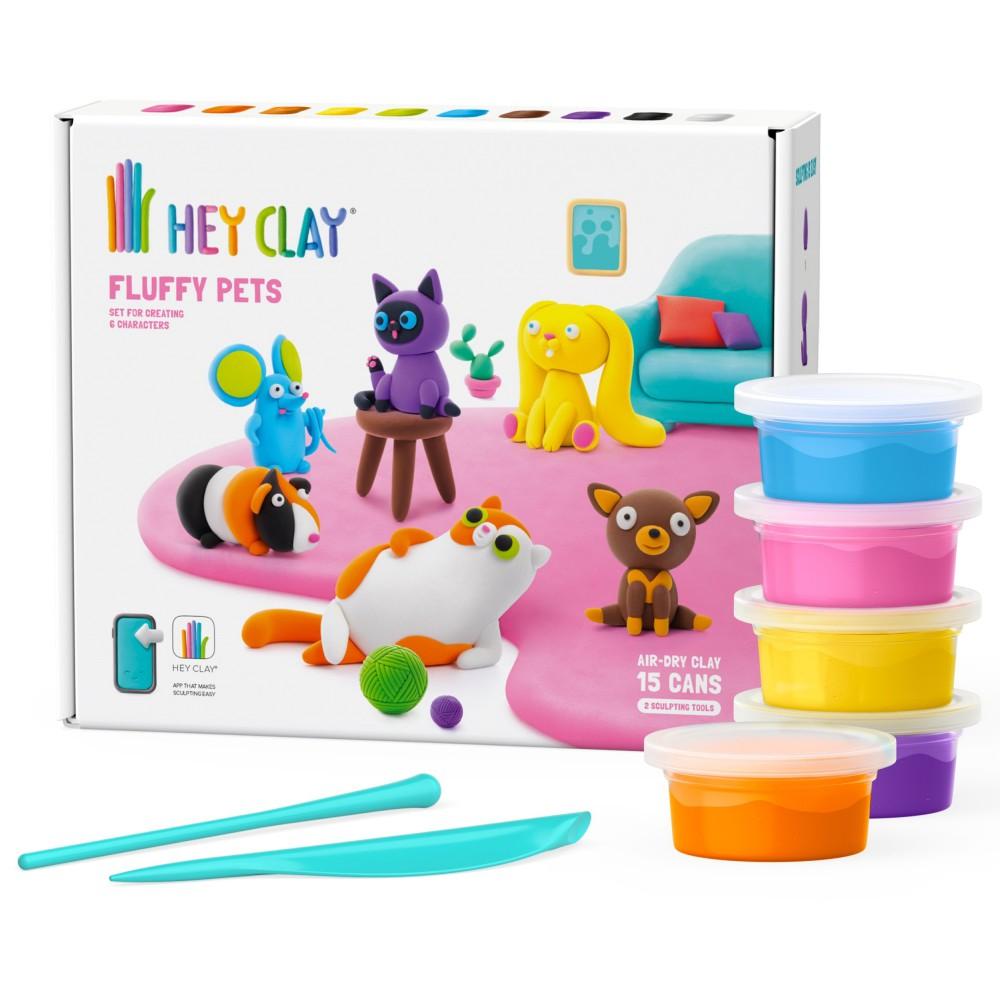 HEY CLAY®
FLUFFY PETS
SET FOR CREATING
6 CHARACTERS
HEY CLAY®
APP THAT MAKES
SCULPTING EASY
AIR-DRY CLAY
15 CANS
2 SCULPTING TOOLS